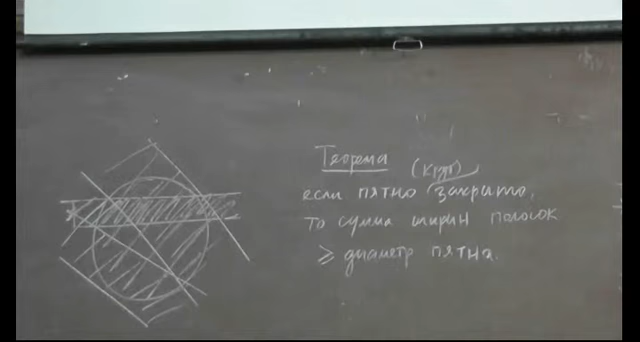 Теорема (круг)
если пятно закрыто,
то сумма ширин полосок
≥ диаметр пятна.